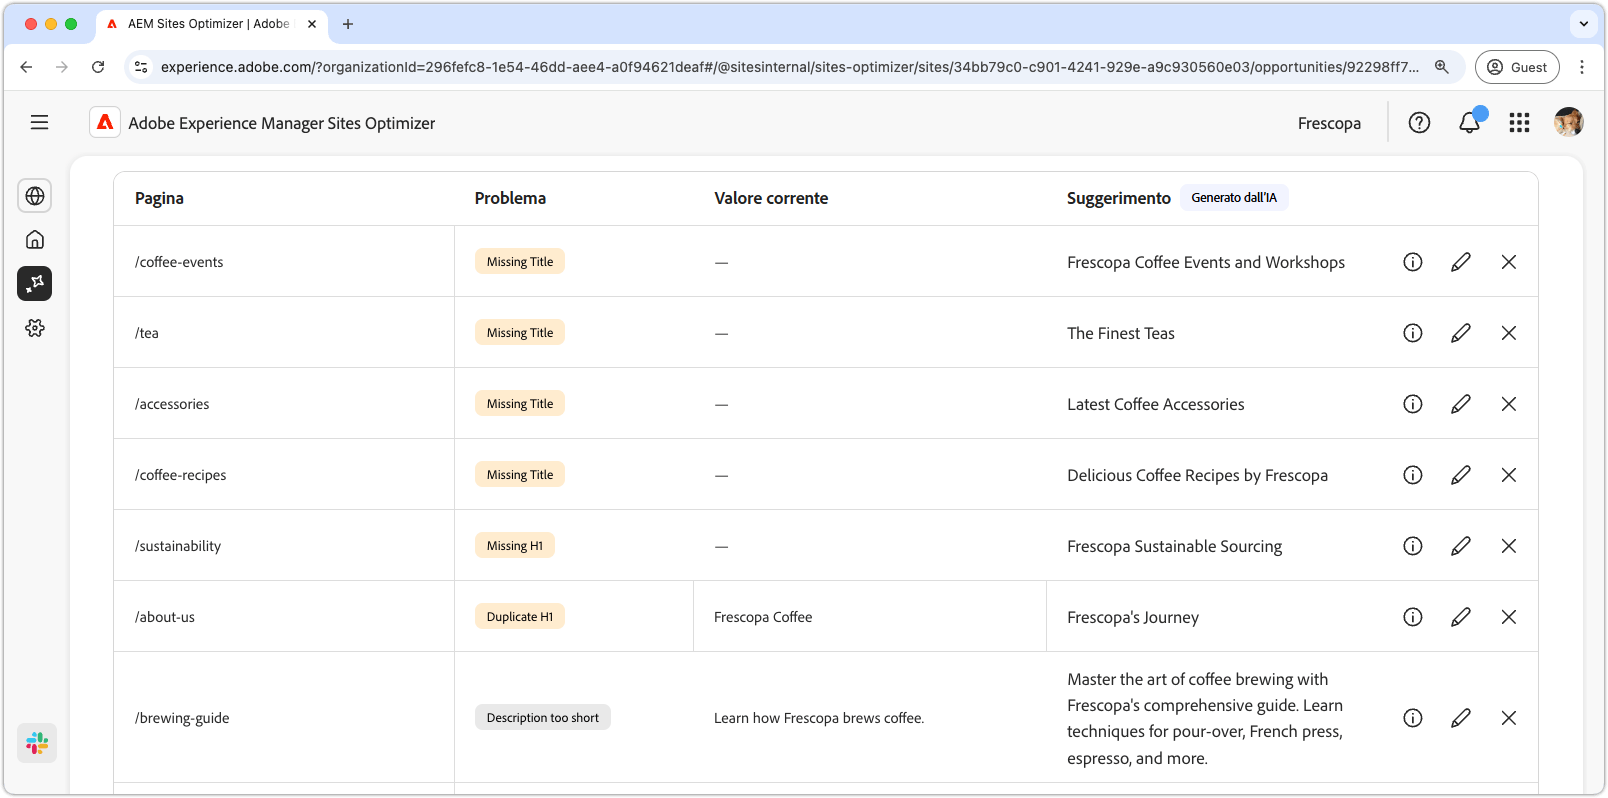 AEM Sites Optimizer | Adobe
experience.adobe.com/?organizationId=296fefc8-1e54-46dd-aee4-a0f94621deaf#/@sitesinternal/sites-optimizer/sites/34bb79c0-c901-4241-929e-a9c930560e03/opportunities/92298ff7...
Guest
Adobe Experience Manager Sites Optimizer
Frescopa
Pagina Problema Valore corrente Suggerimento Generato dall'IA
/coffee-events Missing Title — Frescopa Coffee Events and Workshops
/tea Missing Title — The Finest Teas
/accessories Missing Title — Latest Coffee Accessories
/coffee-recipes Missing Title — Delicious Coffee Recipes by Frescopa
/sustainability Missing H1 — Frescopa Sustainable Sourcing
/about-us Duplicate H1 Frescopa Coffee Frescopa's Journey
/brewing-guide Description too short Learn how Frescopa brews coffee.
Master the art of coffee brewing with
Frescopa's comprehensive guide. Learn
techniques for pour-over, French press,
espresso, and more.